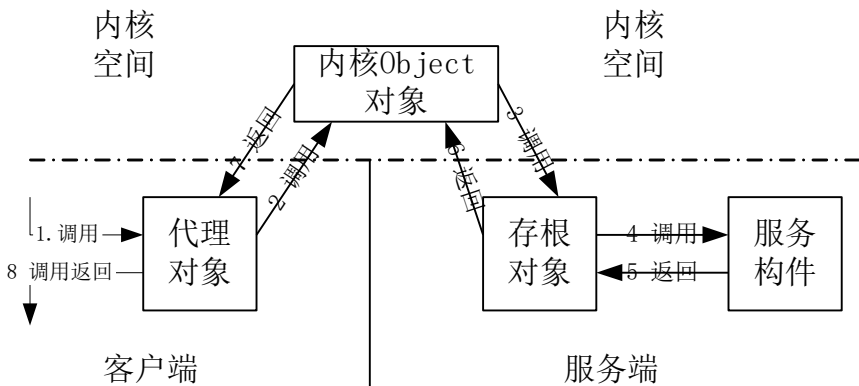 内核
空间
内核
空间
内核Object
对象
7 返回
2 调用
3 调用
6 返回
1.调用
8 调用返回
代理
对象
存根
对象
4 调用
5 返回
服务
构件
客户端
服务端